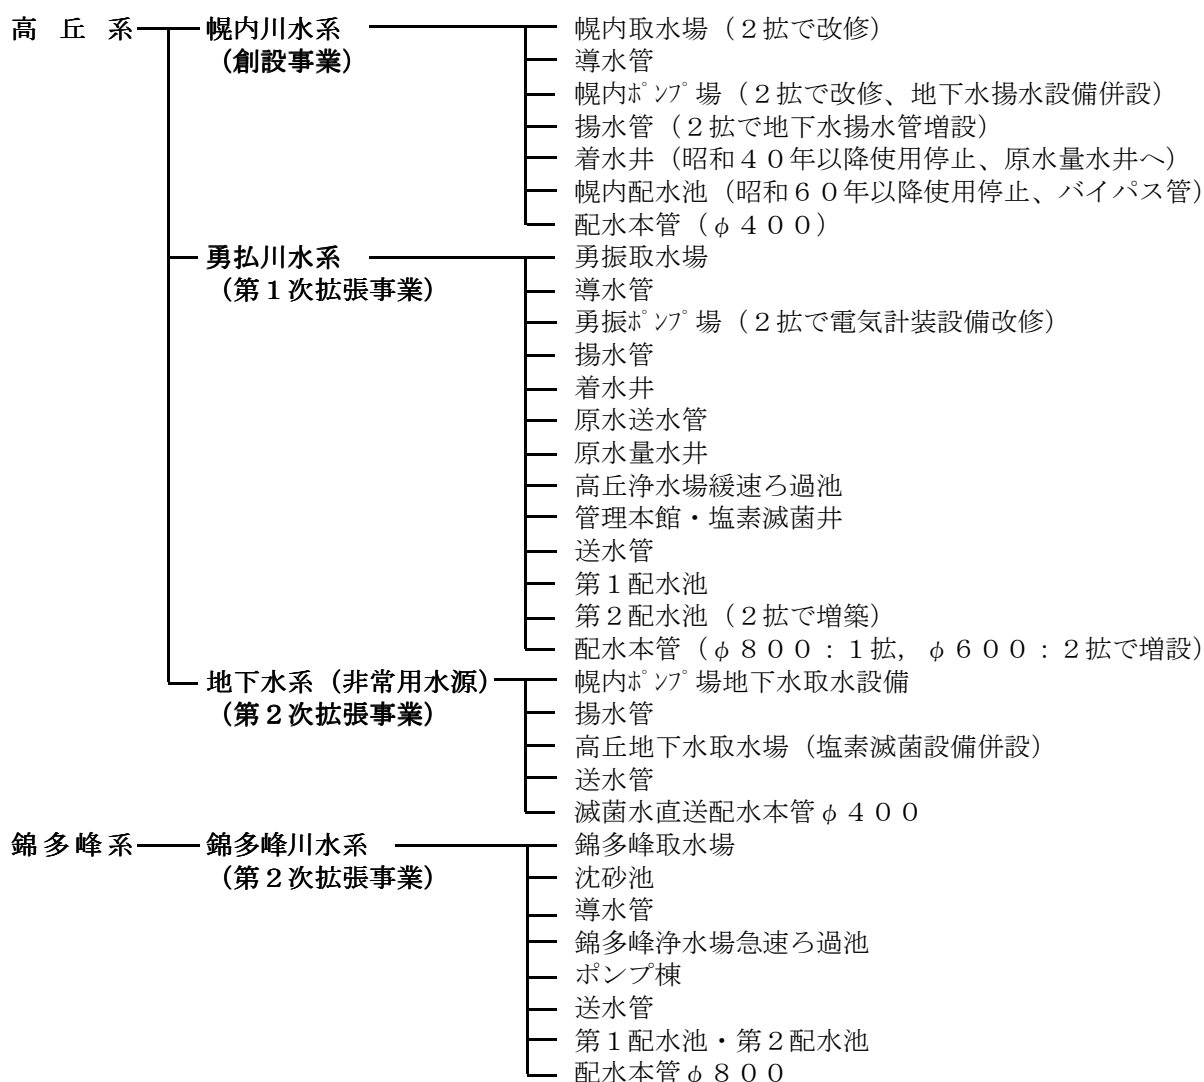 高丘系 幌内川水系 幌内取水場（２拡で改修）
（創設事業） 導水管
幌内ﾎﾟﾝﾌﾟ場（２拡で改修、地下水揚水設備併設）
揚水管（２拡で地下水揚水管増設）
着水井（昭和４０年以降使用停止、原水量水井へ）
幌内配水池（昭和６０年以降使用停止、バイパス管）
配水本管（φ４００）
勇払川水系 勇振取水場
（第１次拡張事業） 導水管
勇振ﾎﾟﾝﾌﾟ場（２拡で電気計装設備改修）
揚水管
着水井
原水送水管
原水量水井
高丘浄水場緩速ろ過池
管理本館・塩素滅菌井
送水管
第１配水池
第２配水池（２拡で増築）
配水本管（φ８００：１拡，φ６００：２拡で増設）
地下水系（非常用水源） 幌内ﾎﾟﾝﾌﾟ場地下水取水設備
（第２次拡張事業） 揚水管
高丘地下水取水場（塩素滅菌設備併設）
送水管
滅菌水直送配水本管φ４００
錦多峰系 錦多峰川水系 錦多峰取水場
（第２次拡張事業） 沈砂池
導水管
錦多峰浄水場急速ろ過池
ポンプ棟
送水管
第１配水池・第２配水池
配水本管φ８００